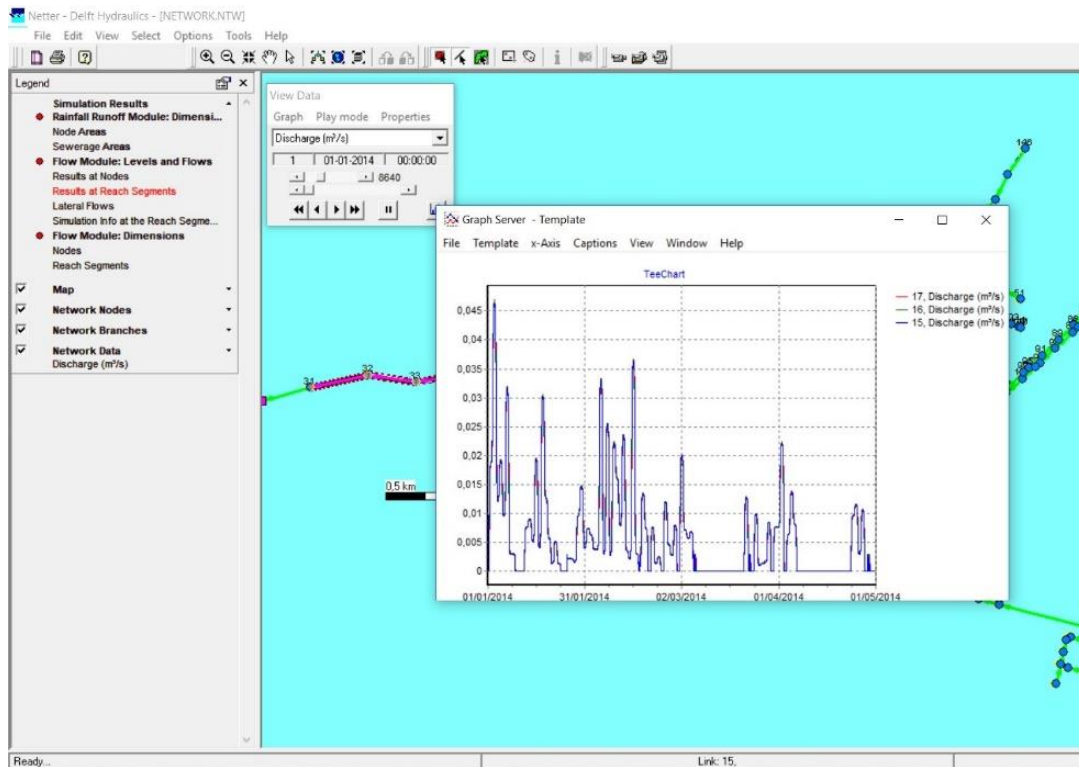 Netter - Delft Hydraulics - [NETWORK.NTW]
File Edit View Select Options Tools Help
Legend
Simulation Results
Rainfall Runoff Module: Dimensi...
Node Areas
Sewerage Areas
Flow Module: Levels and Flows
Results at Nodes
Results at Reach Segments
Lateral Flows
Simulation Info at the Reach Segme...
Flow Module: Dimensions
Nodes
Reach Segments
Map
Network Nodes
Network Branches
Network Data
Discharge (m³/s)
View Data
Graph Play mode Properties
Discharge (m³/s)
1 01-01-2014 00:00:00
8640
Graph Server - Template
File Template x-Axis Captions View Window Help
TeeChart
17, Discharge (m³/s)
16, Discharge (m³/s)
15, Discharge (m³/s)
0,045
0,04
0,035
0,03
0,025
0,02
0,015
0,01
0,005
0
01/01/2014 31/01/2014 02/03/2014 01/04/2014 01/05/2014
31 32 33
0,5 km
Ready... Link: 15,